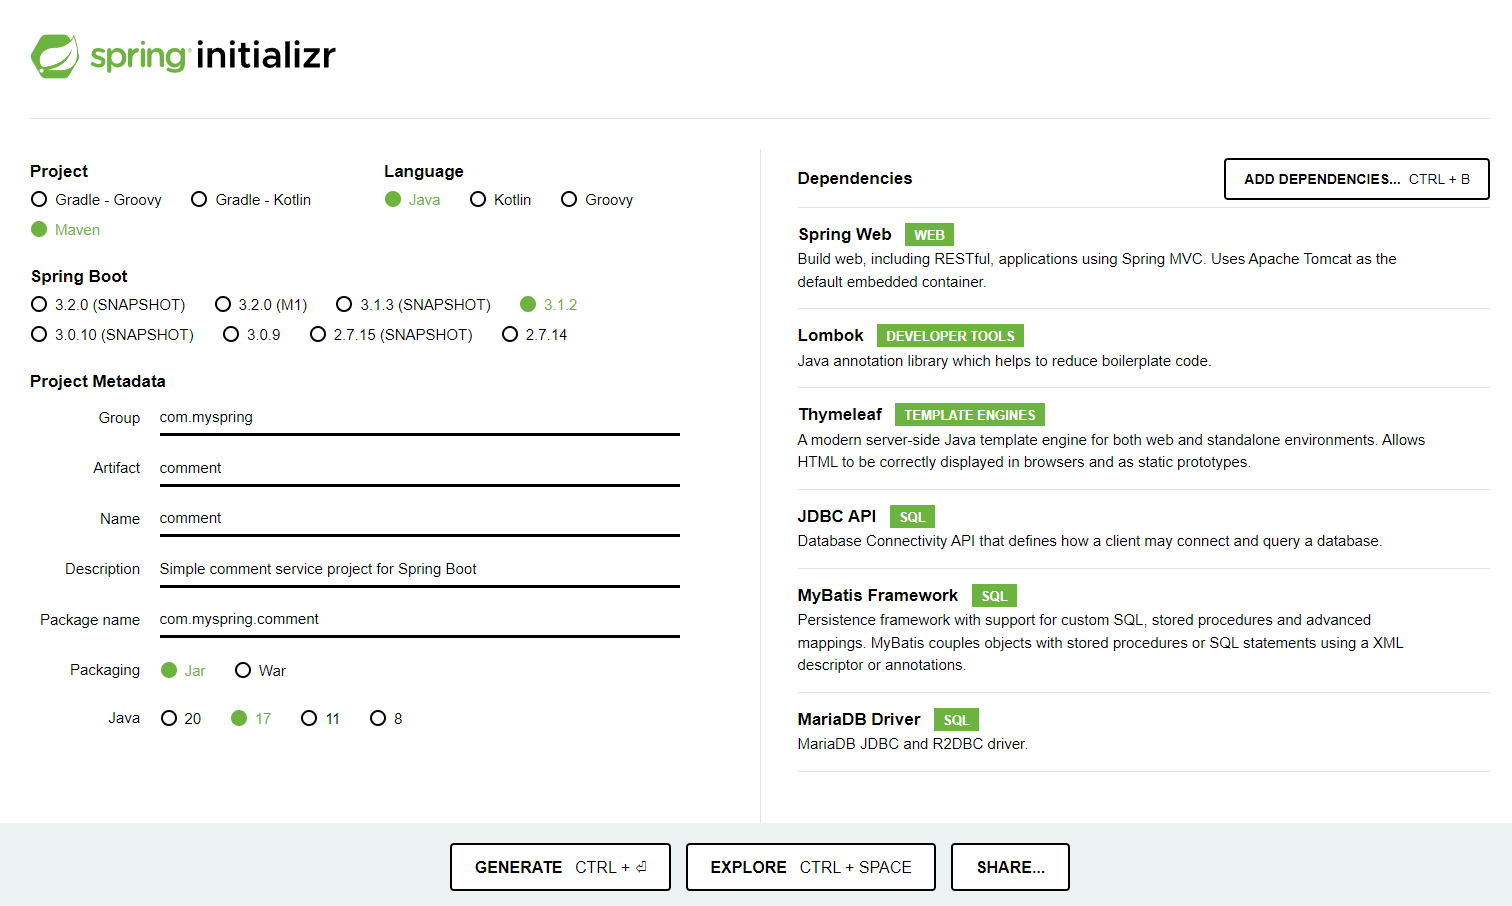 spring initializr
Project
Gradle - Groovy Gradle - Kotlin
Maven
Language
Java Kotlin Groovy
Spring Boot
3.2.0 (SNAPSHOT) 3.2.0 (M1) 3.1.3 (SNAPSHOT) 3.1.2
3.0.10 (SNAPSHOT) 3.0.9 2.7.15 (SNAPSHOT) 2.7.14
Project Metadata
Group com.myspring
Artifact comment
Name comment
Description Simple comment service project for Spring Boot
Package name com.myspring.comment
Packaging Jar War
Java 20 17 11 8
Dependencies ADD DEPENDENCIES... CTRL + B
Spring Web WEB
Build web, including RESTful, applications using Spring MVC. Uses Apache Tomcat as the
default embedded container.
Lombok DEVELOPER TOOLS
Java annotation library which helps to reduce boilerplate code.
Thymeleaf TEMPLATE ENGINES
A modern server-side Java template engine for both web and standalone environments. Allows
HTML to be correctly displayed in browsers and as static prototypes.
JDBC API SQL
Database Connectivity API that defines how a client may connect and query a database.
MyBatis Framework SQL
Persistence framework with support for custom SQL, stored procedures and advanced
mappings. MyBatis couples objects with stored procedures or SQL statements using a XML
descriptor or annotations.
MariaDB Driver SQL
MariaDB JDBC and R2DBC driver.
GENERATE CTRL + ⏎ EXPLORE CTRL + SPACE SHARE...